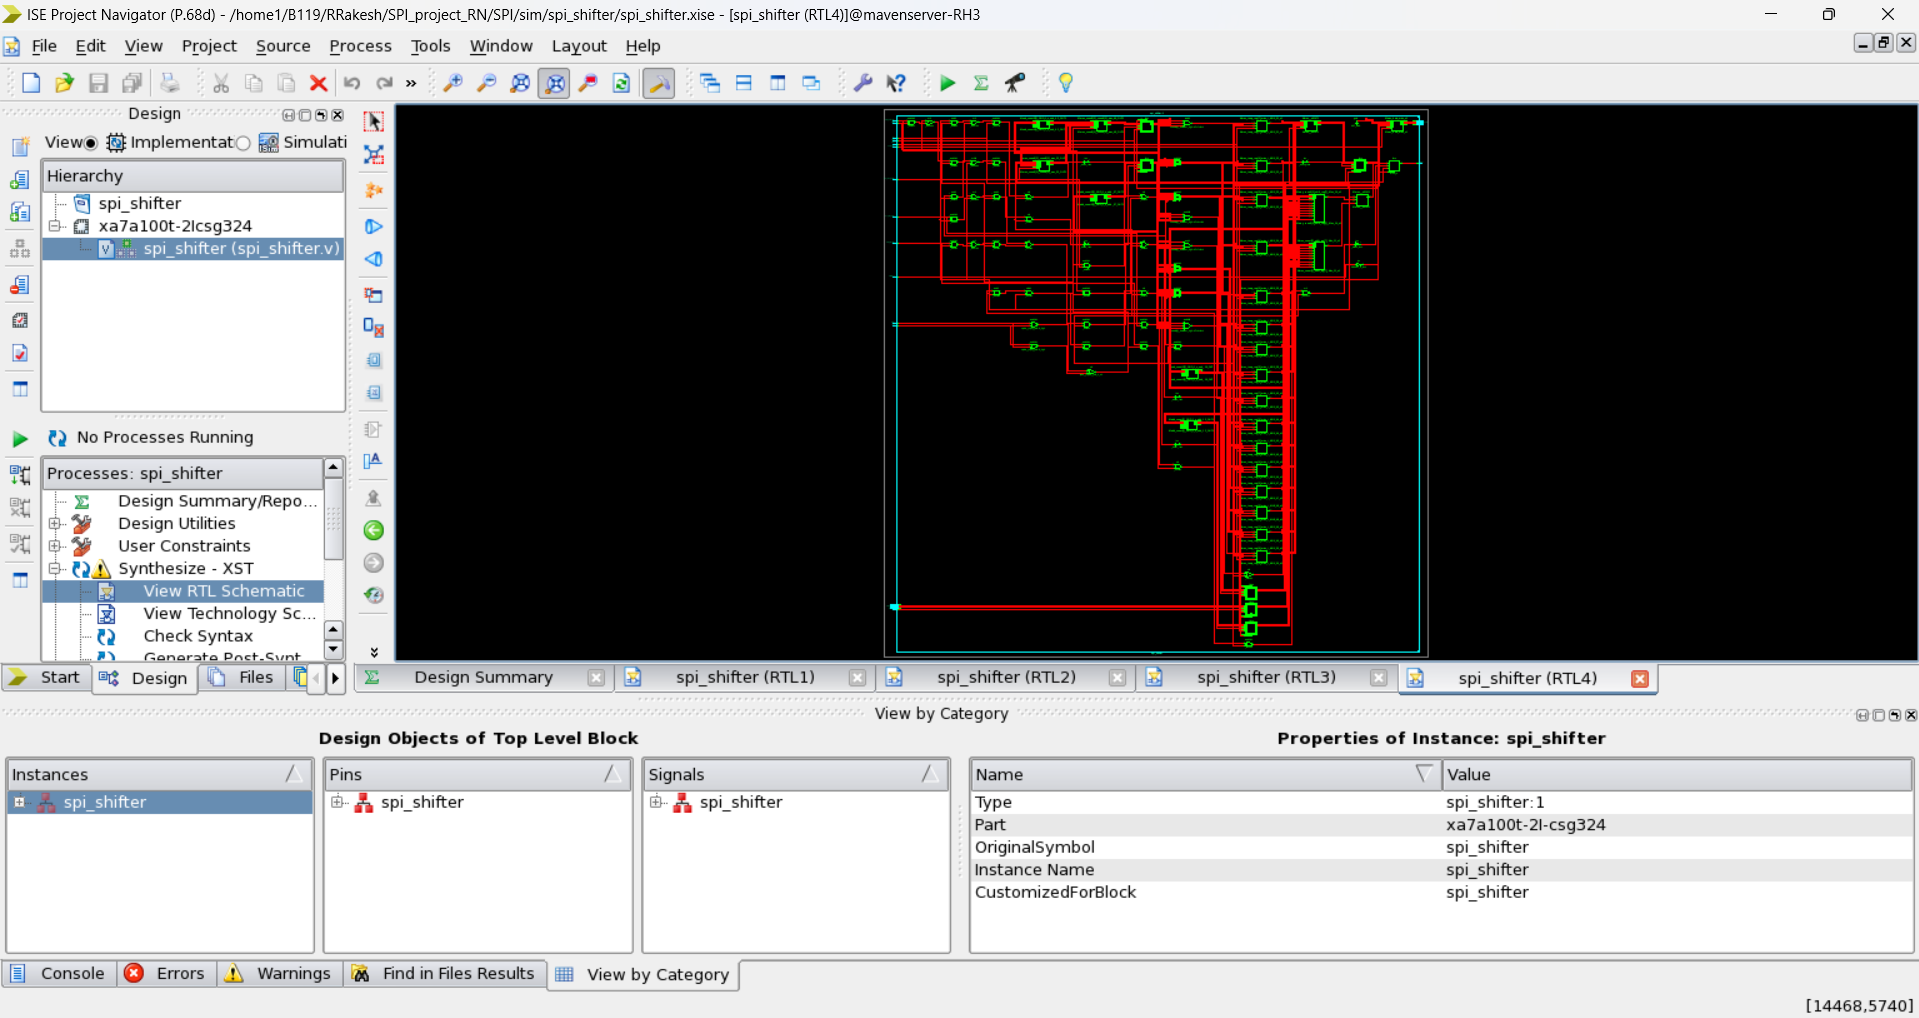 ISE Project Navigator (P.68d) - /home1/B119/RRakesh/SPI_project_RN/SPI/sim/spi_shifter/spi_shifter.xise - [spi_shifter (RTL4)]@mavenserver-RH3
File Edit View Project Source Process Tools Window Layout Help
Design
View Implementat Simulati
Hierarchy
spi_shifter
xa7a100t-2Icsg324
spi_shifter (spi_shifter.v)
No Processes Running
Processes: spi_shifter
Design Summary/Repo...
Design Utilities
User Constraints
Synthesize - XST
View RTL Schematic
View Technology Sc...
Check Syntax
Generate Post-Synt
Start Design Files
Design Summary spi_shifter (RTL1) spi_shifter (RTL2) spi_shifter (RTL3) spi_shifter (RTL4)
View by Category
Design Objects of Top Level Block Properties of Instance: spi_shifter
Instances Pins Signals Name Value
spi_shifter spi_shifter spi_shifter Type spi_shifter:1
Part xa7a100t-2I-csg324
OriginalSymbol spi_shifter
Instance Name spi_shifter
CustomizedForBlock spi_shifter
Console Errors Warnings Find in Files Results View by Category
[14468,5740]